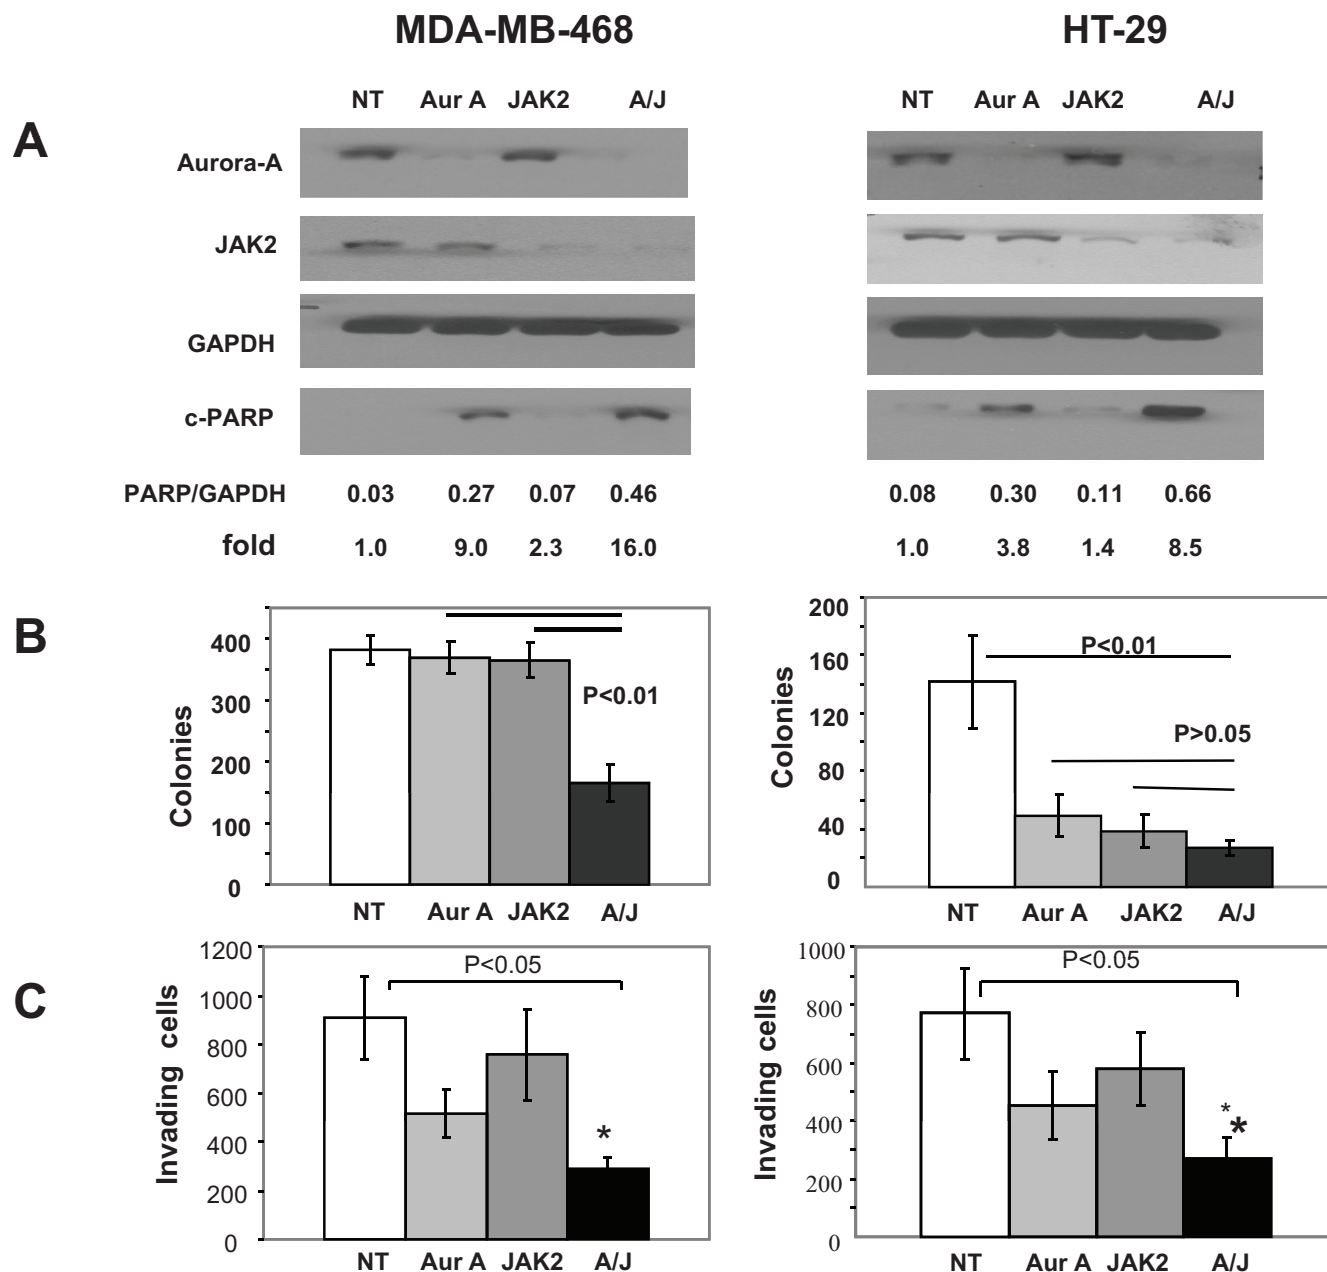 MDA-MB-468 HT-29
NT Aur A JAK2 A/J NT Aur A JAK2 A/J
A
Aurora-A
JAK2
GAPDH
c-PARP
PARP/GAPDH 0.03 0.27 0.07 0.46 0.08 0.30 0.11 0.66
fold 1.0 9.0 2.3 16.0 1.0 3.8 1.4 8.5
B
Colonies
400
300
200
100
0
P<0.01
NT Aur A JAK2 A/J
Colonies
200
160
120
80
40
0
P<0.01
P>0.05
NT Aur A JAK2 A/J
C
Invading cells
1200
1000
800
600
400
200
0
P<0.05
*
NT Aur A JAK2 A/J
Invading cells
1000
800
600
400
200
0
P<0.05
*
*
NT Aur A JAK2 A/J